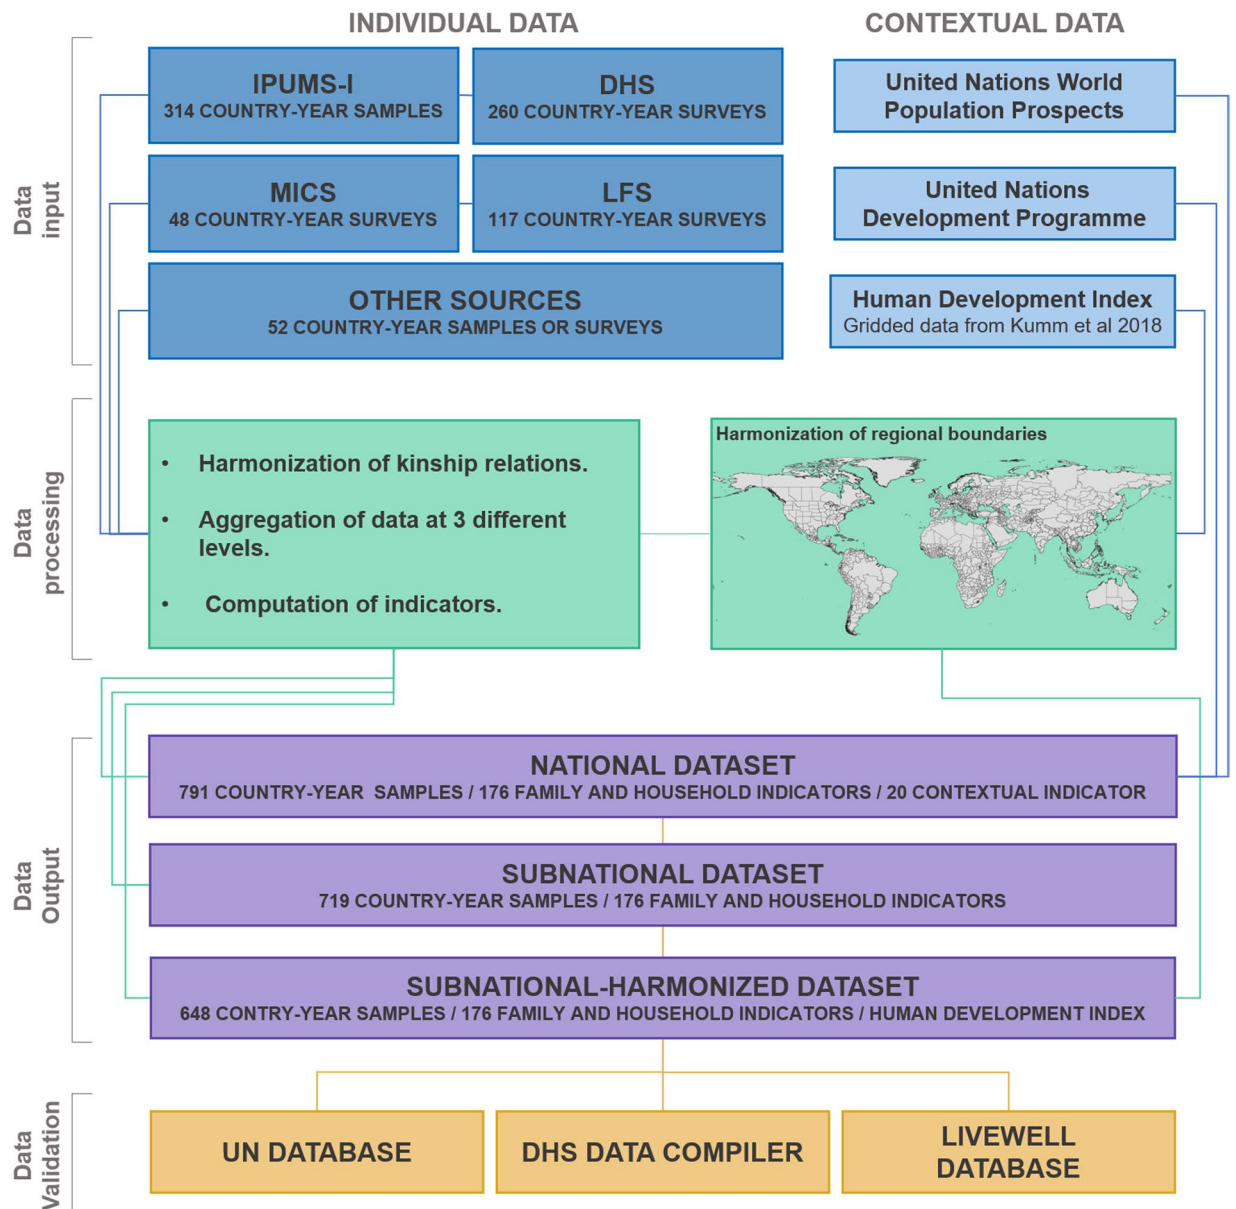 INDIVIDUAL DATA
CONTEXTUAL DATA
Data
input
IPUMS-I
314 COUNTRY-YEAR SAMPLES
DHS
260 COUNTRY-YEAR SURVEYS
MICS
48 COUNTRY-YEAR SURVEYS
LFS
117 COUNTRY-YEAR SURVEYS
OTHER SOURCES
52 COUNTRY-YEAR SAMPLES OR SURVEYS
United Nations World
Population Prospects
United Nations
Development Programme
Human Development Index
Gridded data from Kumm et al 2018
Data
processing
• Harmonization of kinship relations.
• Aggregation of data at 3 different
levels.
• Computation of indicators.
Harmonization of regional boundaries
Data
Output
NATIONAL DATASET
791 COUNTRY-YEAR SAMPLES / 176 FAMILY AND HOUSEHOLD INDICATORS / 20 CONTEXTUAL INDICATOR
SUBNATIONAL DATASET
719 COUNTRY-YEAR SAMPLES / 176 FAMILY AND HOUSEHOLD INDICATORS
SUBNATIONAL-HARMONIZED DATASET
648 CONTRY-YEAR SAMPLES / 176 FAMILY AND HOUSEHOLD INDICATORS / HUMAN DEVELOPMENT INDEX
Data
Validation
UN DATABASE
DHS DATA COMPILER
LIVEWELL
DATABASE